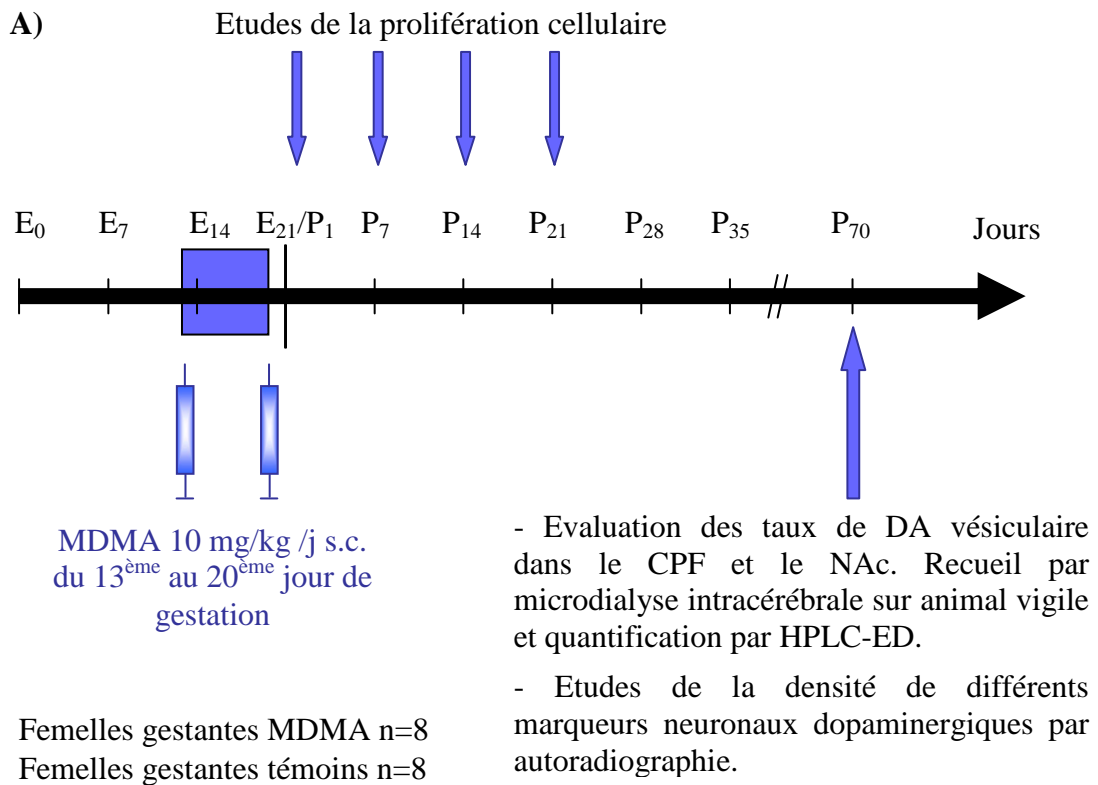 A) Etudes de la prolifération cellulaire
E₀ E₇ E₁₄ E₂₁/P₁ P₇ P₁₄ P₂₁ P₂₈ P₃₅ P₇₀ Jours
MDMA 10 mg/kg /j s.c.
du 13ème au 20ème jour de
gestation
- Evaluation des taux de DA vésiculaire
dans le CPF et le NAc. Recueil par
microdialyse intracérébrale sur animal vigile
et quantification par HPLC-ED.
- Etudes de la densité de différents
marqueurs neuronaux dopaminergiques par
autoradiographie.
Femelles gestantes MDMA n=8
Femelles gestantes témoins n=8